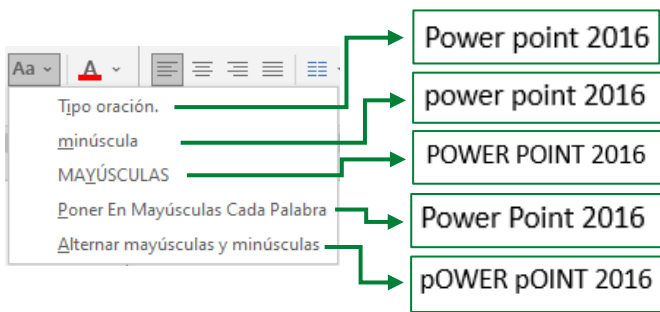 Aa A
Tipo oración.
minúscula
MAYÚSCULAS
Poner En Mayúsculas Cada Palabra
Alternar mayúsculas y minúsculas
Power point 2016
power point 2016
POWER POINT 2016
Power Point 2016
pOWER pOINT 2016